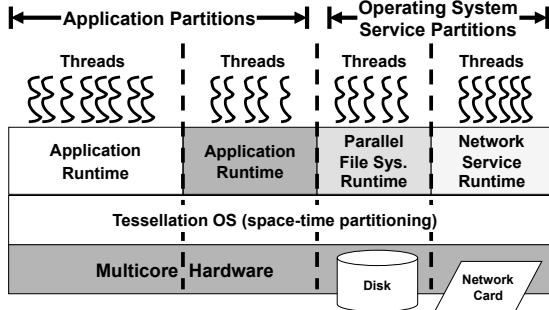 Application Partitions
Operating System
Service Partitions
Threads
Threads
Threads
Threads
Application
Runtime
Application
Runtime
Parallel
File Sys.
Runtime
Network
Service
Runtime
Tessellation OS (space-time partitioning)
Multicore Hardware
Disk
Network
Card